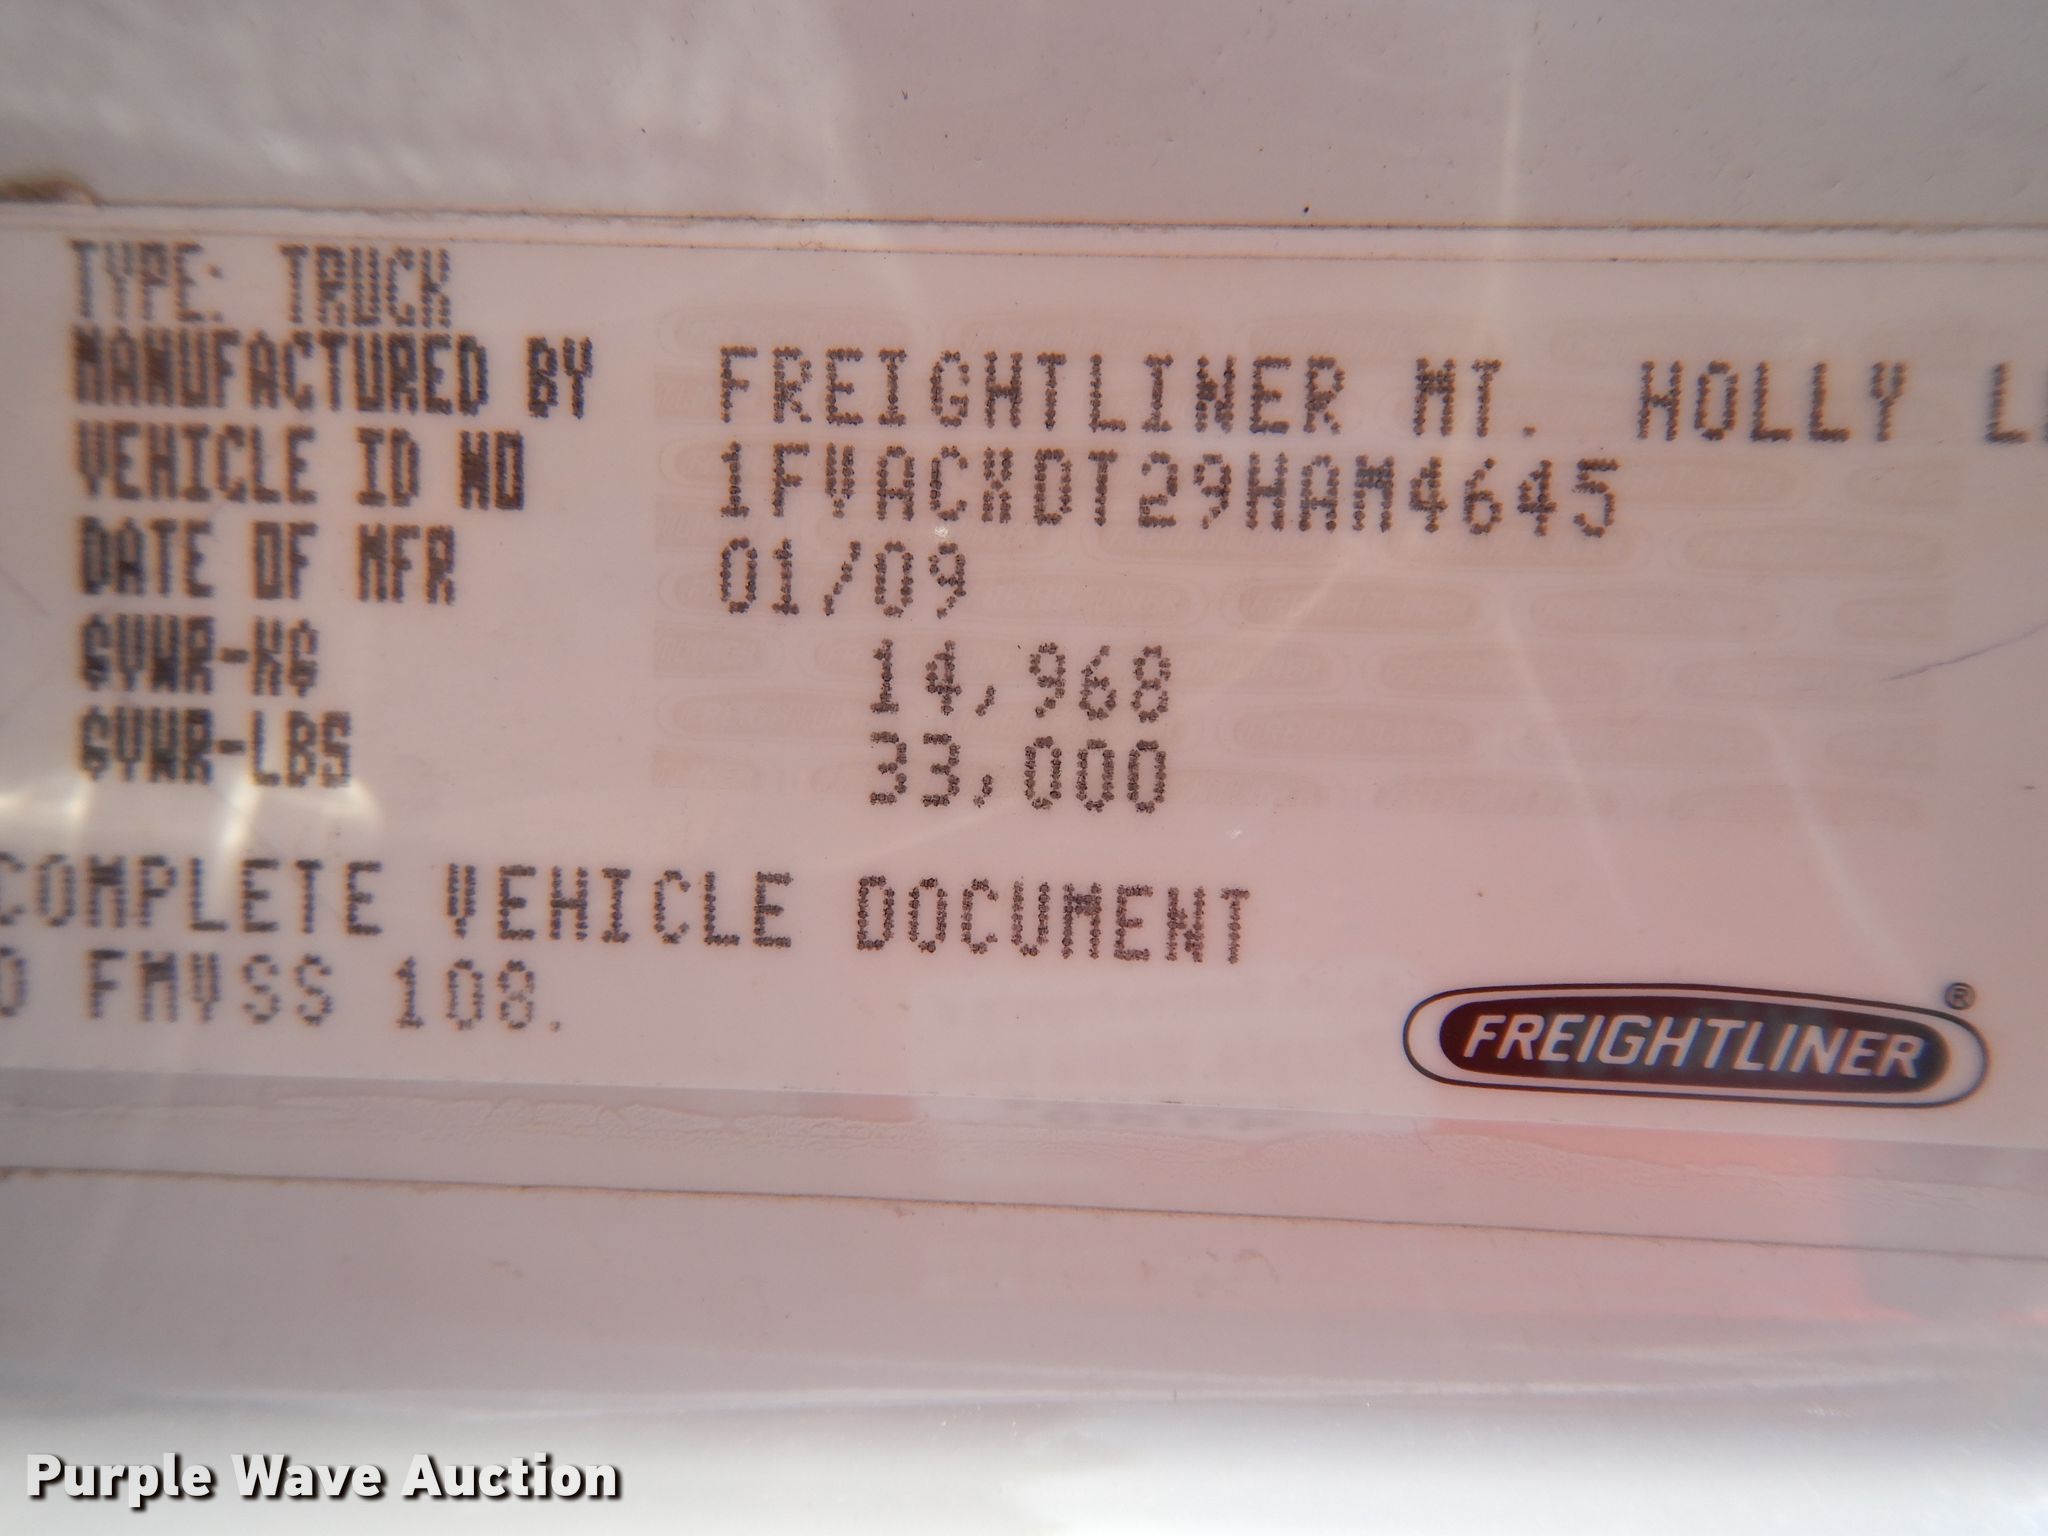 TYPE: TRUCK
MANUFACTURED BY FREIGHTLINER MT. HOLLY
VEHICLE ID NO 1FVACXDT29HAM4645
DATE OF MFR 01/09
GVWR-KG 14,968
GVWR-LBS 33,000
COMPLETE VEHICLE DOCUMENT
FMVSS 108.
FREIGHTLINER®
Purple Wave Auction